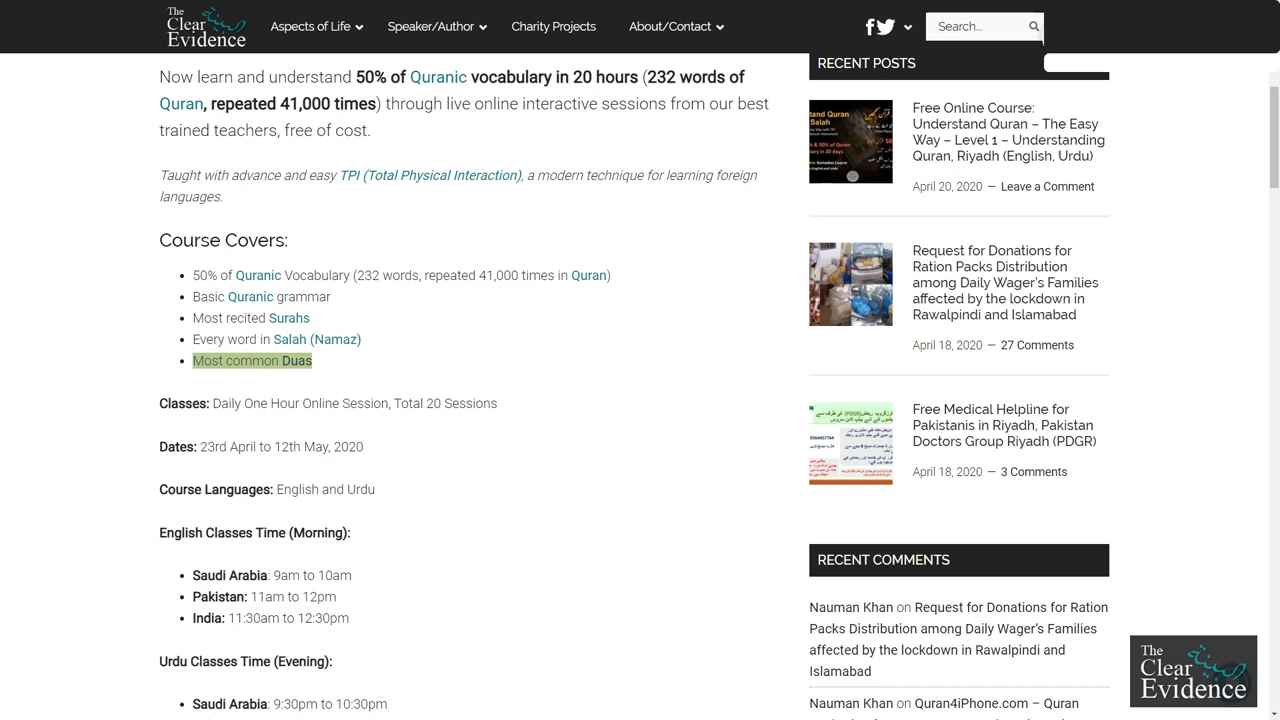 The
Clear
Evidence
Aspects of Life
Speaker/Author
Charity Projects
About/Contact
Search...
Now learn and understand 50% of Quranic vocabulary in 20 hours (232 words of
Quran, repeated 41,000 times) through live online interactive sessions from our best
trained teachers, free of cost.
Taught with advance and easy TPI (Total Physical Interaction), a modern technique for learning foreign
languages.
Course Covers:
50% of Quranic Vocabulary (232 words, repeated 41,000 times in Quran)
Basic Quranic grammar
Most recited Surahs
Every word in Salah (Namaz)
Most common Duas
Classes: Daily One Hour Online Session, Total 20 Sessions
Dates: 23rd April to 12th May, 2020
Course Languages: English and Urdu
English Classes Time (Morning):
Saudi Arabia: 9am to 10am
Pakistan: 11am to 12pm
India: 11:30am to 12:30pm
Urdu Classes Time (Evening):
Saudi Arabia: 9:30pm to 10:30pm
RECENT POSTS
Free Online Course:
Understand Quran – The Easy
Way – Level 1 – Understanding
Quran, Riyadh (English, Urdu)
April 20, 2020 — Leave a Comment
Request for Donations for
Ration Packs Distribution
among Daily Wager's Families
affected by the lockdown in
Rawalpindi and Islamabad
April 18, 2020 — 27 Comments
Free Medical Helpline for
Pakistanis in Riyadh, Pakistan
Doctors Group Riyadh (PDGR)
April 18, 2020 — 3 Comments
RECENT COMMENTS
Nauman Khan on Request for Donations for Ration
Packs Distribution among Daily Wager's Families
affected by the lockdown in Rawalpindi and
Islamabad
Nauman Khan on Quran4iPhone.com – Quran
The
Clear
Evidence